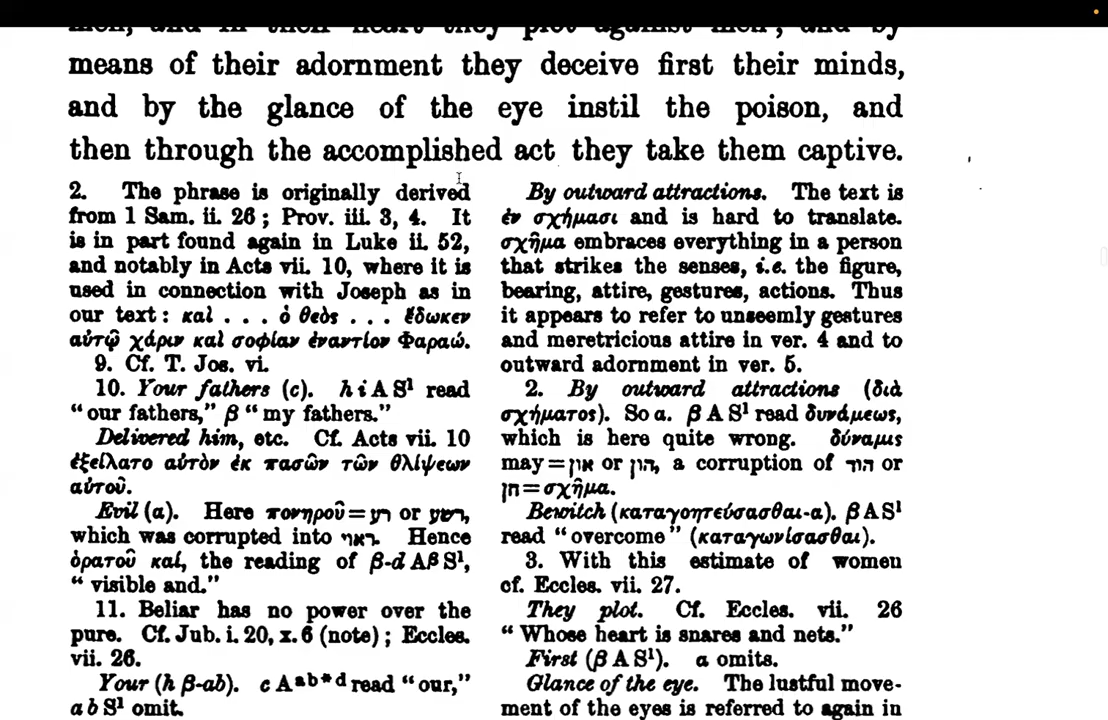 means of their adornment they deceive first their minds,
and by the glance of the eye instil the poison, and
then through the accomplished act they take them captive.
2. The phrase is originally derived
from 1 Sam. ii. 26; Prov. iii. 3, 4. It
is in part found again in Luke ii. 52,
and notably in Acts vii. 10, where it is
used in connection with Joseph as in
our text: καὶ . . . ὁ θεὸς . . . ἔδωκεν
αὐτῷ χάριν καὶ σοφίαν ἐναντίον Φαραώ.
9. Cf. T. Jos. vi.
10. Your fathers (c). h i A S¹ read
“our fathers,” β “my fathers.”
Delivered him, etc. Cf. Acts vii. 10
ἐξείλατο αὐτὸν ἐκ πασῶν τῶν θλίψεων
αὐτοῦ.
Evil (α). Here πονηροῦ = רע or רשע,
which was corrupted into ראי. Hence
ὁρατοῦ καί, the reading of β-d Aβ S¹,
“visible and.”
11. Beliar has no power over the
pure. Cf. Jub. i. 20, x. 6 (note); Eccles.
vii. 26.
Your (h β-ab). c Aab*d read “our,”
a b S¹ omit.
By outward attractions. The text is
ἐν σχήμασι and is hard to translate.
σχῆμα embraces everything in a person
that strikes the senses, i.e. the figure,
bearing, attire, gestures, actions. Thus
it appears to refer to unseemly gestures
and meretricious attire in ver. 4 and to
outward adornment in ver. 5.
2. By outward attractions (διὰ
σχήματος). So α. β A S¹ read δυνάμεως,
which is here quite wrong. δύναμις
may = און or הון, a corruption of הוד or
חן = σχῆμα.
Bewitch (καταγοητεύσασθαι-α). β A S¹
read “overcome” (καταγωνίσασθαι).
3. With this estimate of women
cf. Eccles. vii. 27.
They plot. Cf. Eccles. vii. 26
“Whose heart is snares and nets.”
First (β A S¹). α omits.
Glance of the eye. The lustful move-
ment of the eyes is referred to again in